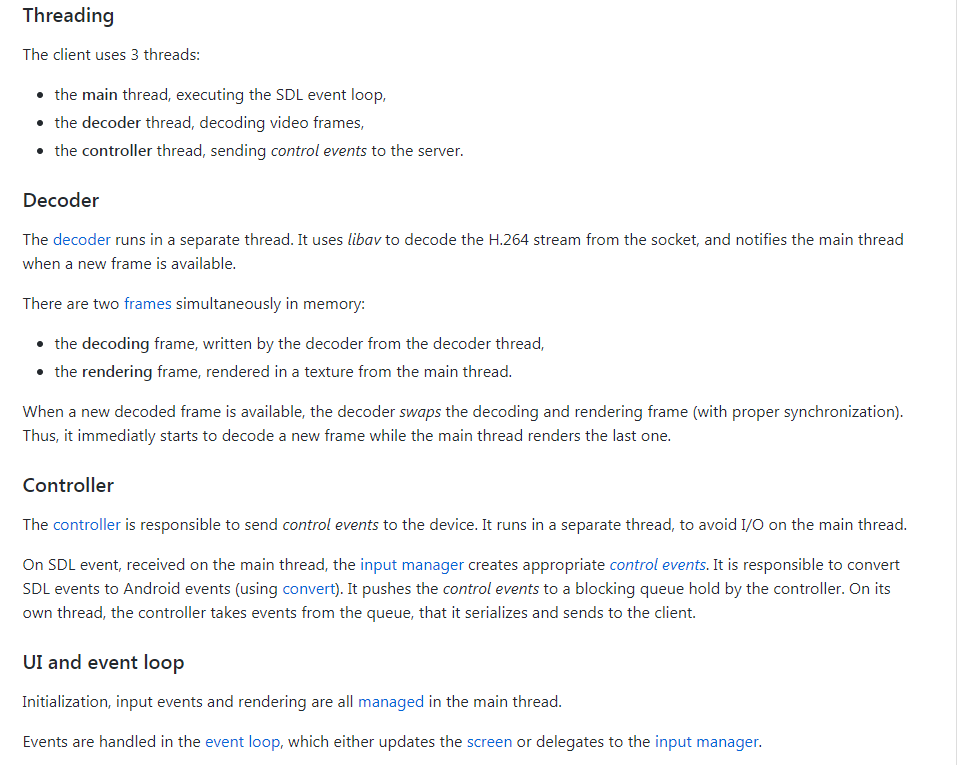 Threading
The client uses 3 threads:
the main thread, executing the SDL event loop,
the decoder thread, decoding video frames,
the controller thread, sending control events to the server.
Decoder
The decoder runs in a separate thread. It uses libav to decode the H.264 stream from the socket, and notifies the main thread
when a new frame is available.
There are two frames simultaneously in memory:
the decoding frame, written by the decoder from the decoder thread,
the rendering frame, rendered in a texture from the main thread.
When a new decoded frame is available, the decoder swaps the decoding and rendering frame (with proper synchronization).
Thus, it immediatly starts to decode a new frame while the main thread renders the last one.
Controller
The controller is responsible to send control events to the device. It runs in a separate thread, to avoid I/O on the main thread.
On SDL event, received on the main thread, the input manager creates appropriate control events. It is responsible to convert
SDL events to Android events (using convert). It pushes the control events to a blocking queue hold by the controller. On its
own thread, the controller takes events from the queue, that it serializes and sends to the client.
UI and event loop
Initialization, input events and rendering are all managed in the main thread.
Events are handled in the event loop, which either updates the screen or delegates to the input manager.